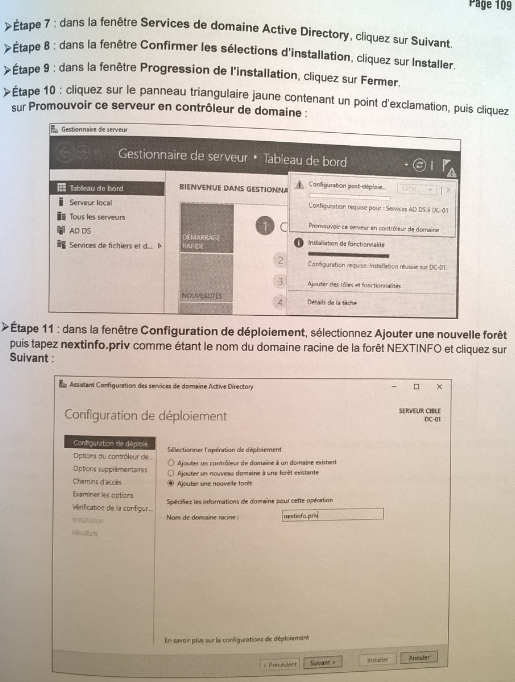 Page 109
➢Étape 7 : dans la fenêtre Services de domaine Active Directory, cliquez sur Suivant.
➢Étape 8 : dans la fenêtre Confirmer les sélections d'installation, cliquez sur Installer.
➢Étape 9 : dans la fenêtre Progression de l'installation, cliquez sur Fermer.
➢Étape 10 : cliquez sur le panneau triangulaire jaune contenant un point d'exclamation, puis cliquez
sur Promouvoir ce serveur en contrôleur de domaine :
Gestionnaire de serveur
Gestionnaire de serveur • Tableau de bord
Tableau de bord
Serveur local
Tous les serveurs
AD DS
Services de fichiers et d...
BIENVENUE DANS GESTIONNA
DÉMARRAGE
RAPIDE
NOUVEAUTÉS
1
2
3
4
Configuration post-déploie...
Configuration requise pour : Services AD DS à DC-01
Promouvoir ce serveur en contrôleur de domaine
Installation de fonctionnalité
Configuration requise. Installation réussie sur DC-01.
Ajouter des rôles et fonctionnalités
Détails de la tâche
➢Étape 11 : dans la fenêtre Configuration de déploiement, sélectionnez Ajouter une nouvelle forêt
puis tapez nextinfo.priv comme étant le nom du domaine racine de la forêt NEXTINFO et cliquez sur
Suivant :
Assistant Configuration des services de domaine Active Directory
Configuration de déploiement
SERVEUR CIBLE
DC-01
Configuration de déploie...
Options du contrôleur de...
Options supplémentaires
Chemins d'accès
Examiner les options
Vérification de la configur...
Installation
Résultats
Sélectionner l'opération de déploiement
Ajouter un contrôleur de domaine à un domaine existant
Ajouter un nouveau domaine à une forêt existante
Ajouter une nouvelle forêt
Spécifiez les informations de domaine pour cette opération
Nom de domaine racine :
nextinfo.priv
En savoir plus sur la configurations de déploiement
< Précédent
Suivant >
Installer
Annuler